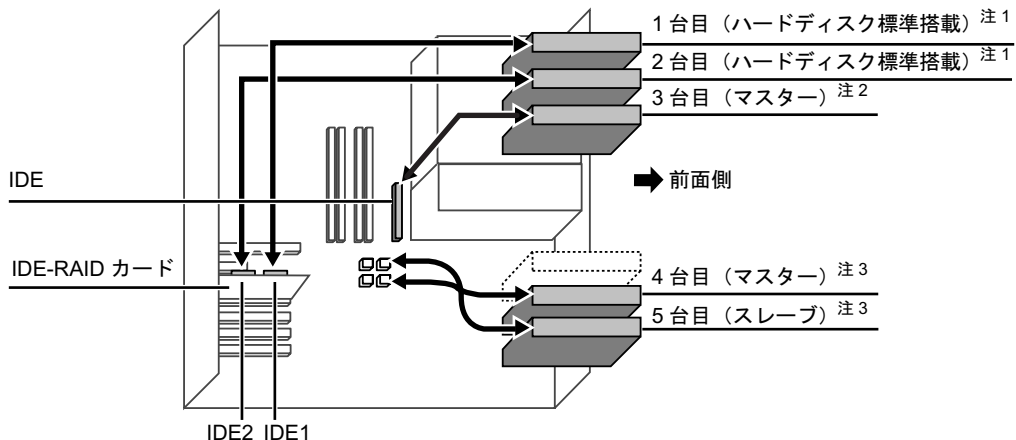 1 台目（ハードディスク標準搭載）注 1
2 台目（ハードディスク標準搭載）注 1
3 台目（マスター）注 2
IDE
前面側
IDE-RAID カード
4 台目（マスター）注 3
5 台目（スレーブ）注 3
IDE2 IDE1